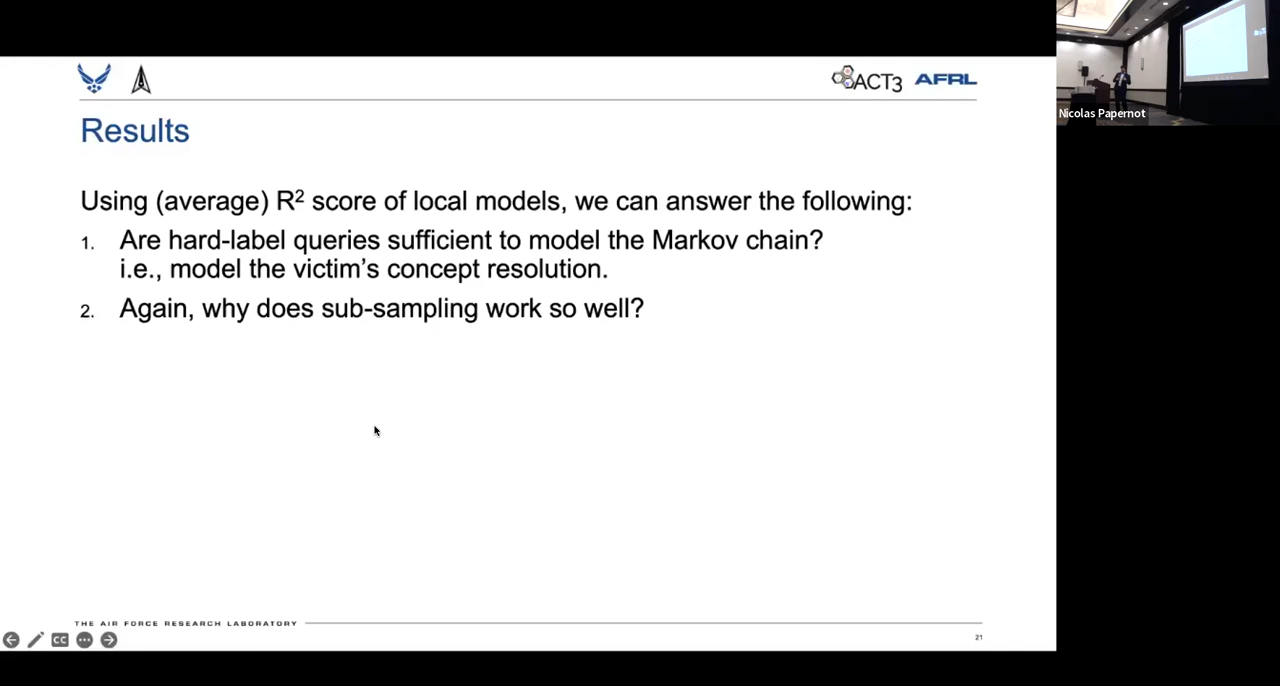 ACT3 AFRL
Nicolas Papernot
Results
Using (average) R² score of local models, we can answer the following:
1. Are hard-label queries sufficient to model the Markov chain?
i.e., model the victim's concept resolution.
2. Again, why does sub-sampling work so well?
THE AIR FORCE RESEARCH LABORATORY
21
CC